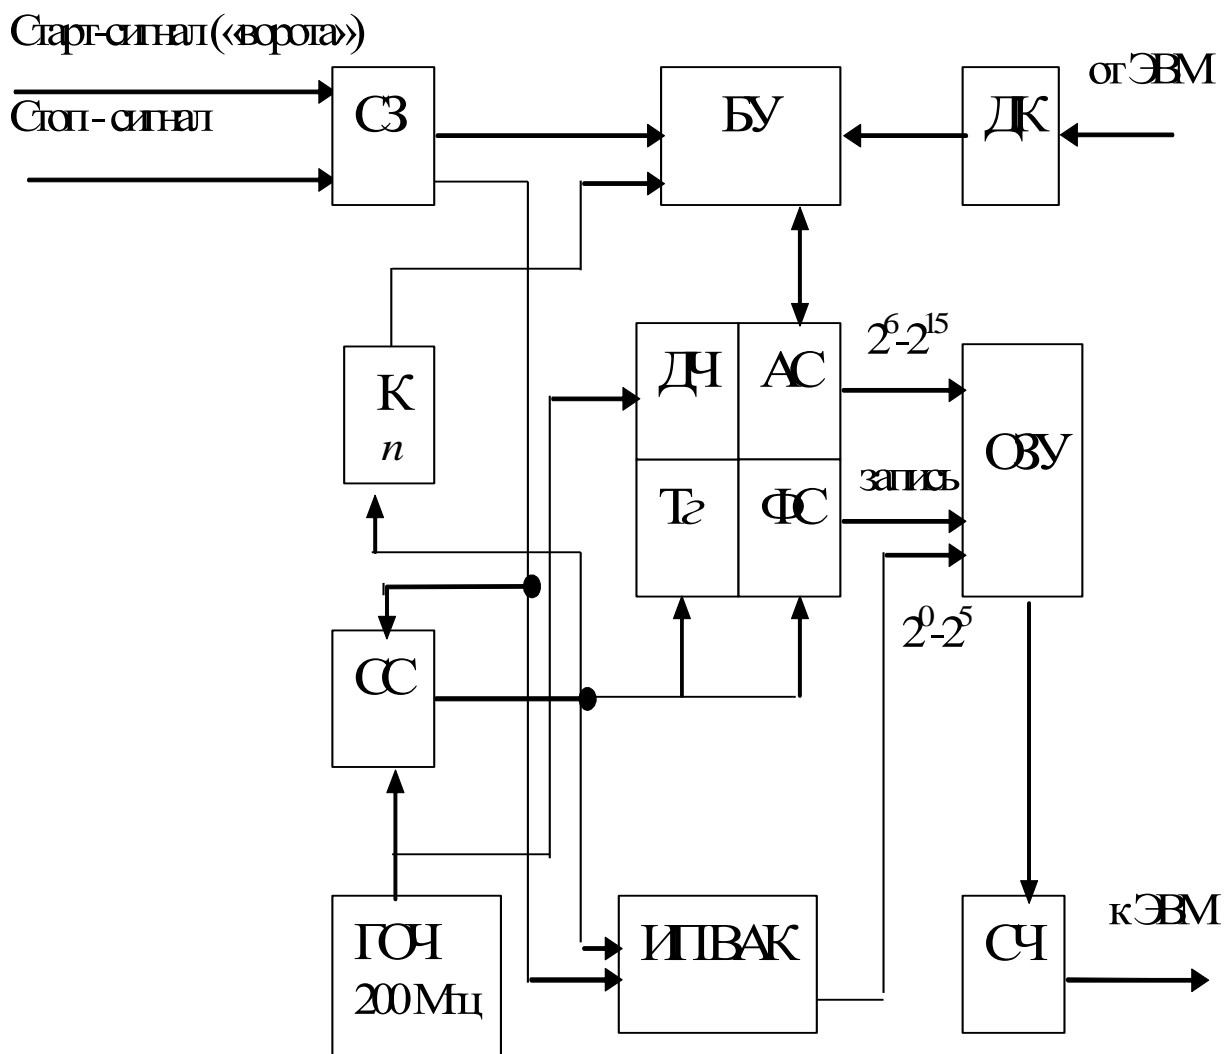 Старт-сигнал («ворота»)
Стоп - сигнал
СЗ
БУ
ДК
от ЭВМ
К
п
ДЧ
АС
2⁶-2¹⁵
ОЗУ
Тг
ФС
запись
2⁰-2⁵
СС
ГОЧ
200 Мгц
ИПВАК
СЧ
к ЭВМ